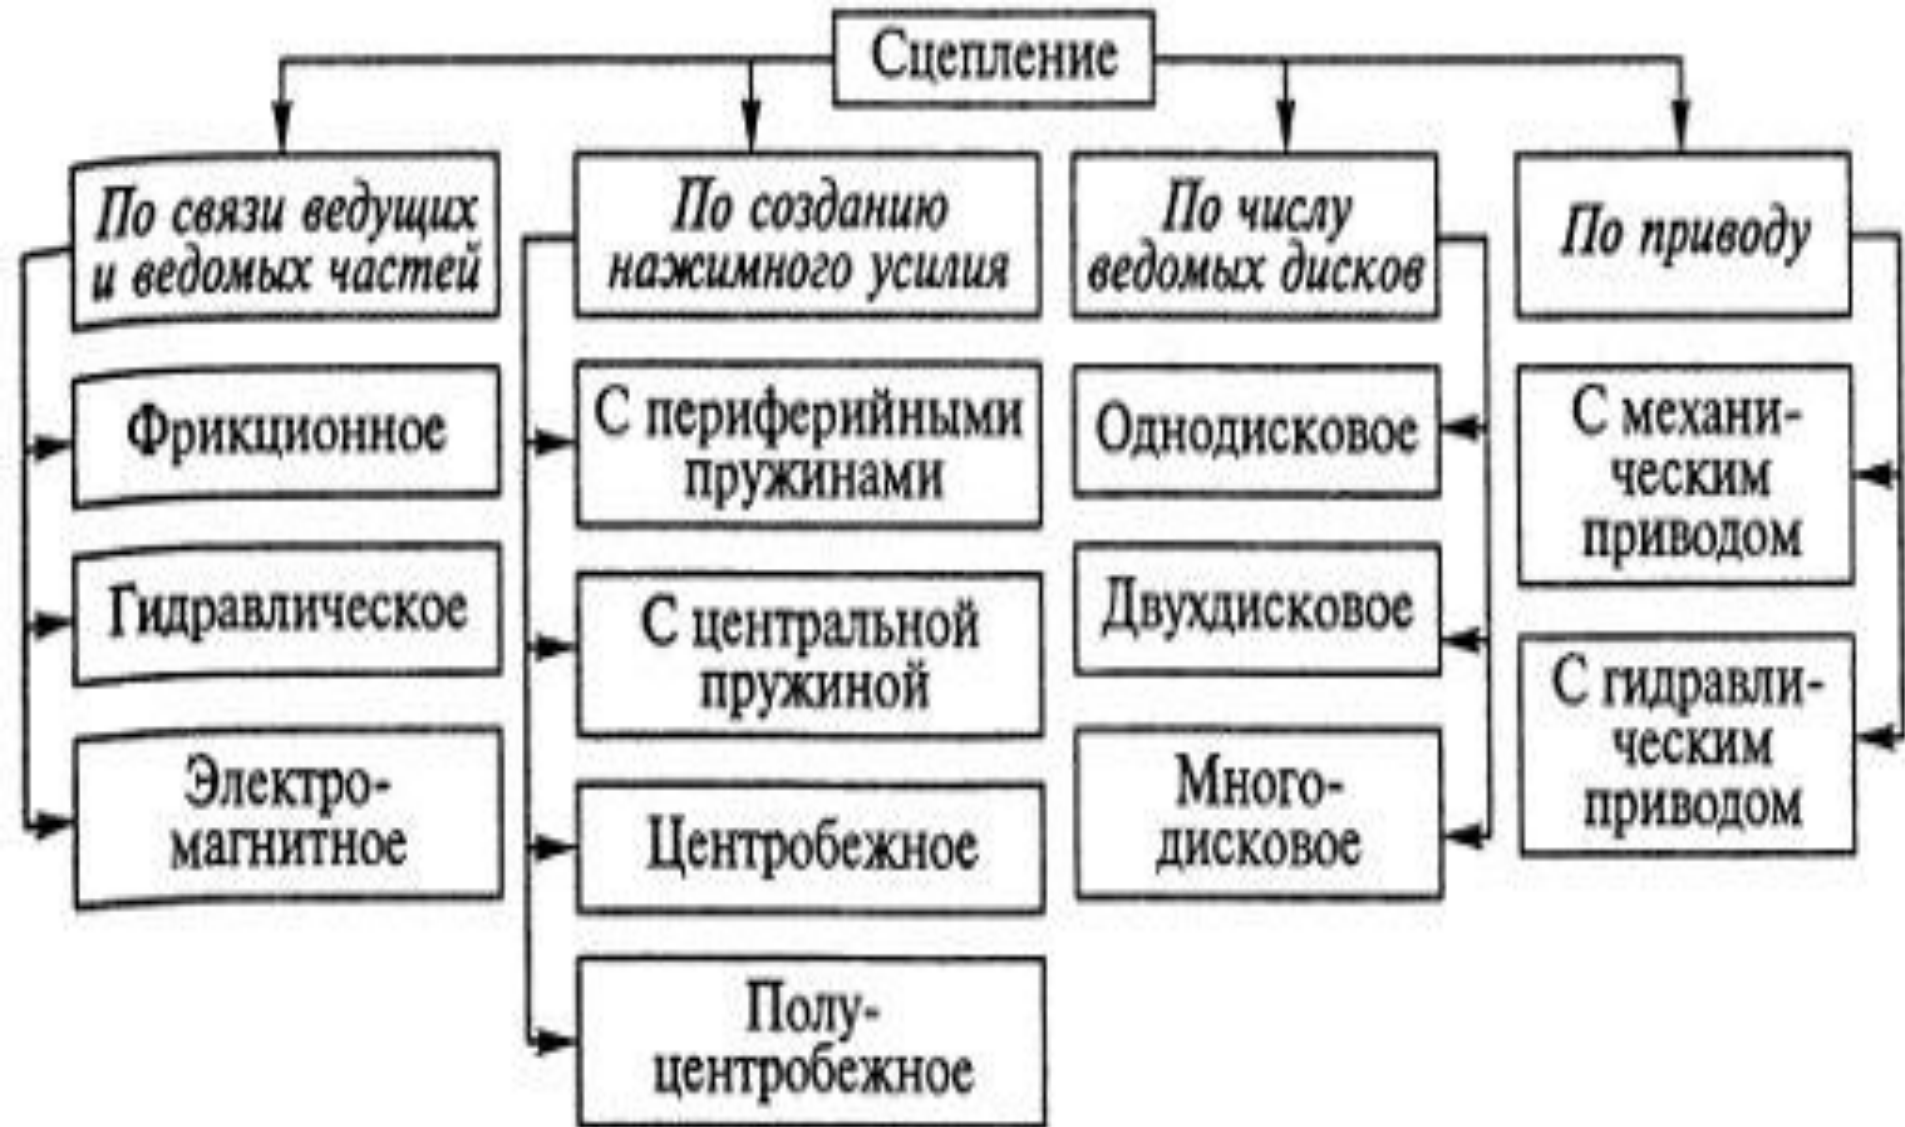 Сцепление
По связи ведущих
и ведомых частей
Фрикционное
Гидравлическое
Электро-
магнитное
По созданию
нажимного усилия
С периферийными
пружинами
С центральной
пружиной
Центробежное
Полу-
центробежное
По числу
ведомых дисков
Однодисковое
Двухдисковое
Много-
дисковое
По приводу
С механи-
ческим
приводом
С гидравли-
ческим
приводом